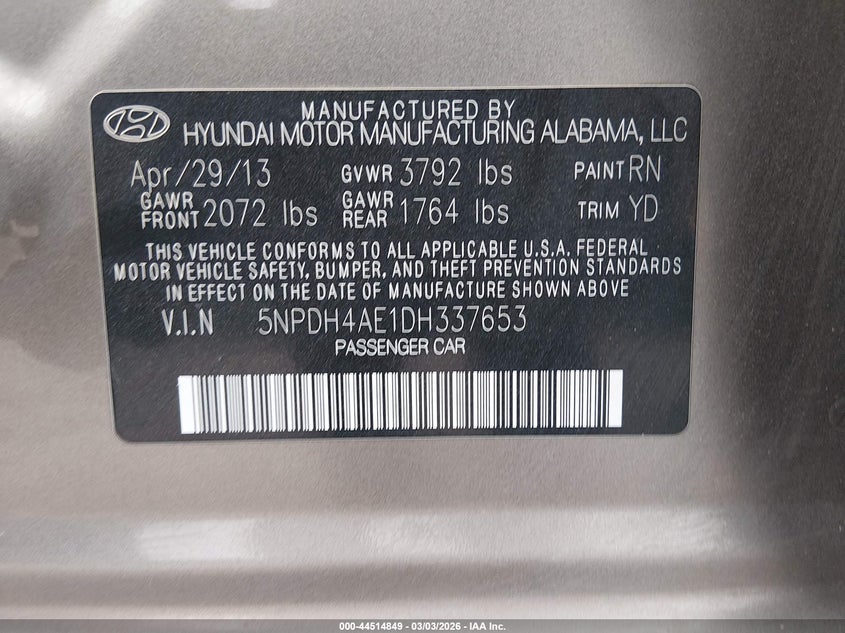 MANUFACTURED BY
HYUNDAI MOTOR MANUFACTURING ALABAMA, LLC
Apr/29/13 GVWR 3792 lbs PAINT RN
GAWR FRONT 2072 lbs GAWR REAR 1764 lbs TRIM YD
THIS VEHICLE CONFORMS TO ALL APPLICABLE U.S.A. FEDERAL
MOTOR VEHICLE SAFETY, BUMPER, AND THEFT PREVENTION STANDARDS
IN EFFECT ON THE DATE OF MANUFACTURE SHOWN ABOVE
V.I.N 5NPDH4AE1DH337653
PASSENGER CAR
000-44514849 — 03/03/2026 — IAA Inc.